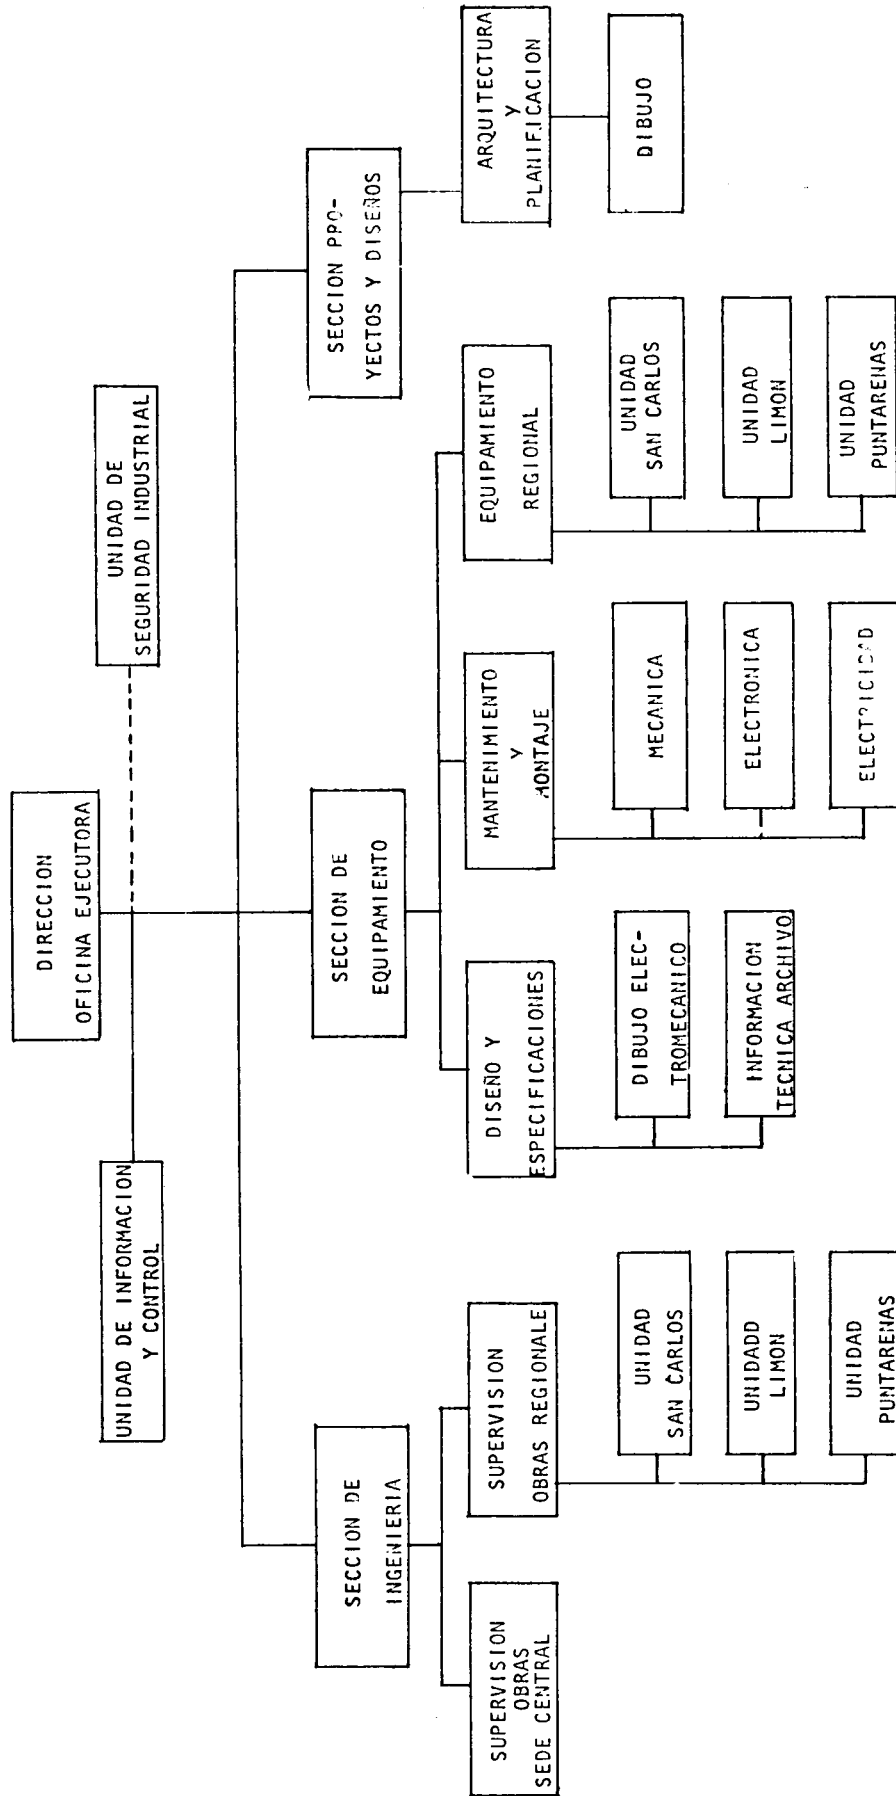 DIRECCION
OFICINA EJECUTORA
UNIDAD DE INFORMACION
Y CONTROL
UNIDAD DE
SEGURIDAD INDUSTRIAL
SECCION DE
INGENIERIA
SECCION DE
EQUIPAMIENTO
SECCION PRO-
YECTOS Y DISEÑOS
SUPERVISION
OBRAS
SEDE CENTRAL
SUPERVISION
OBRAS REGIONALE
DISEÑO Y
ESPECIFICACIONES
MANTENIMIENTO
Y
MONTAJE
EQUIPAMIENTO
REGIONAL
ARQUITECTURA
Y
PLANIFICACION
UNIDAD
SAN CARLOS
UNIDADD
LIMON
UNIDAD
PUNTARENAS
DIBUJO ELEC-
TROMECANICO
INFORMACION
TECNICA ARCHIVO
MECANICA
ELECTRONICA
ELECTRICIDAD
UNIDAD
SAN CARLOS
UNIDAD
LIMON
UNIDAD
PUNTARENAS
DIBUJO